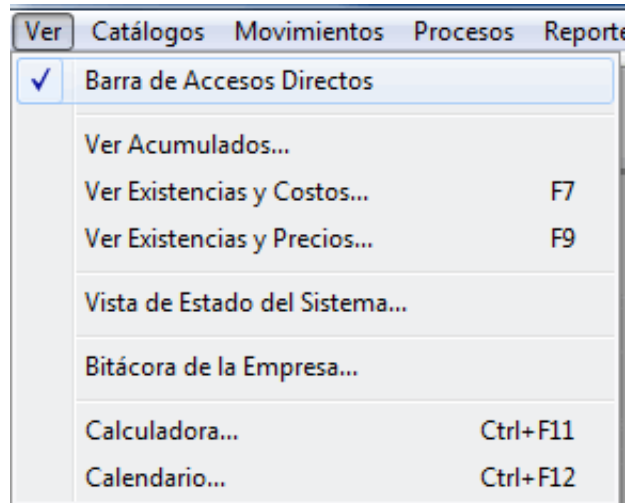 Ver Catálogos Movimientos Procesos Reporte
Barra de Accesos Directos
Ver Acumulados...
Ver Existencias y Costos... F7
Ver Existencias y Precios... F9
Vista de Estado del Sistema...
Bitácora de la Empresa...
Calculadora... Ctrl+F11
Calendario... Ctrl+F12